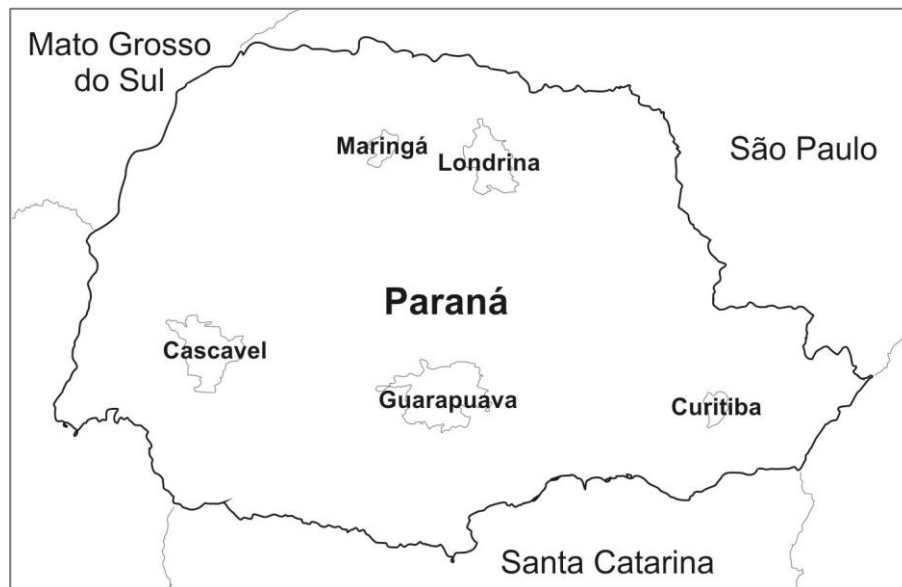 Mato Grosso
do Sul
Maringá
Londrina
São Paulo
Paraná
Cascavel
Guarapuava
Curitiba
Santa Catarina